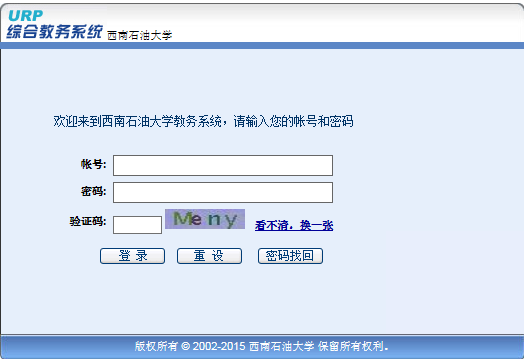 URP
综合教务系统 西南石油大学
欢迎来到西南石油大学教务系统，请输入您的帐号和密码
帐号:
密码:
验证码: Meny 看不清，换一张
登 录 重 设 密码找回
版权所有 © 2002-2015 西南石油大学 保留所有权利。